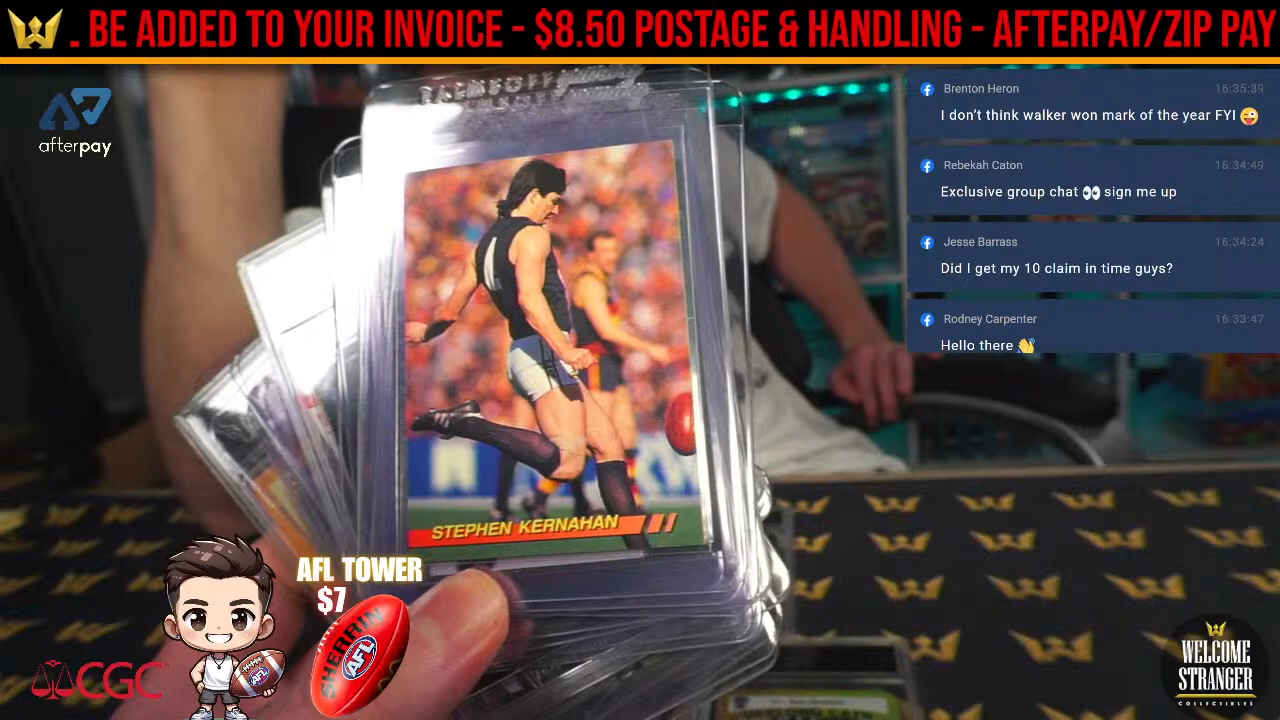 . BE ADDED TO YOUR INVOICE - $8.50 POSTAGE & HANDLING - AFTERPAY/ZIP PAY
afterpay
Brenton Heron 16:35:39
I don't think walker won mark of the year FYI 😜
Rebekah Caton 16:34:49
Exclusive group chat 👀 sign me up
Jesse Barrass 16:34:24
Did I get my 10 claim in time guys?
Rodney Carpenter 16:33:47
Hello there 👋
STEPHEN KERNAHAN
AFL TOWER
$7
SHERRIN
AFL
AFL
CGC
WELCOME
STRANGER
COLLECTIBLES